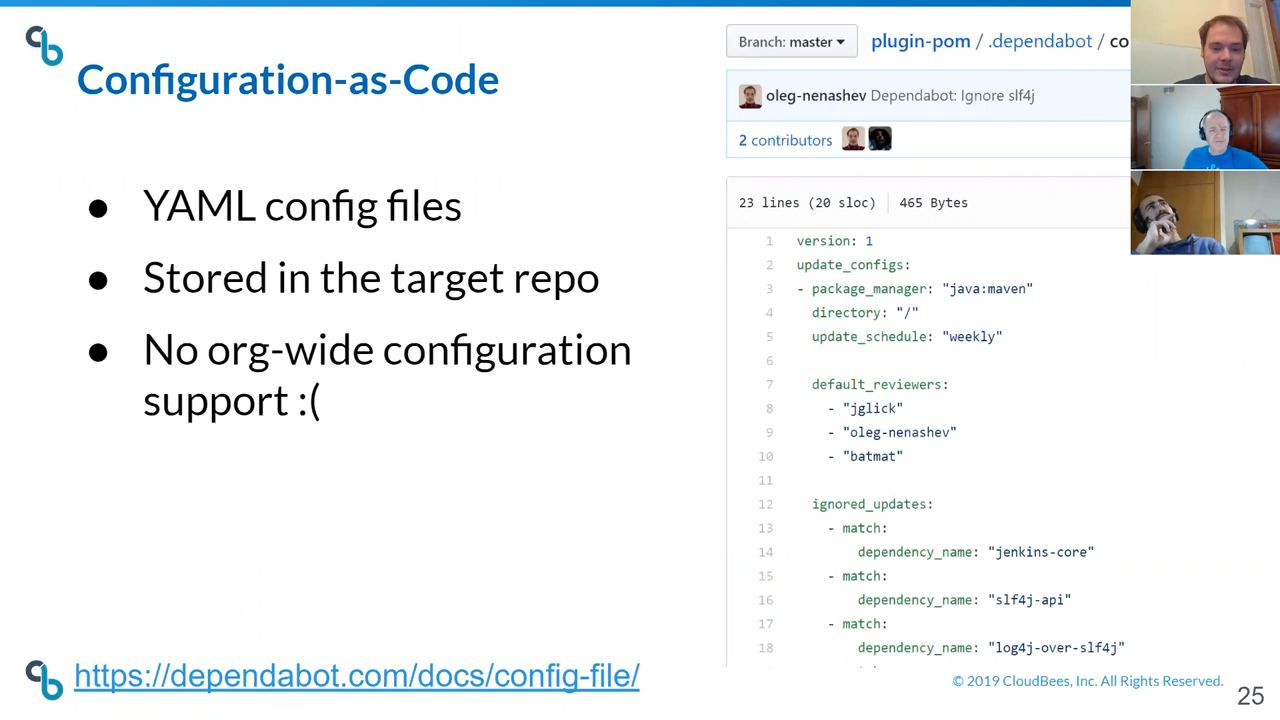 Configuration-as-Code
● YAML config files
● Stored in the target repo
● No org-wide configuration
support :(
https://dependabot.com/docs/config-file/
Branch: master
plugin-pom / .dependabot / co
oleg-nenashev Dependabot: Ignore slf4j
2 contributors
23 lines (20 sloc) 465 Bytes
1 version: 1
2 update_configs:
3 - package_manager: "java:maven"
4 directory: "/"
5 update_schedule: "weekly"
6
7 default_reviewers:
8 - "jglick"
9 - "oleg-nenashev"
10 - "batmat"
11
12 ignored_updates:
13 - match:
14 dependency_name: "jenkins-core"
15 - match:
16 dependency_name: "slf4j-api"
17 - match:
18 dependency_name: "log4j-over-slf4j"
© 2019 CloudBees, Inc. All Rights Reserved.
25